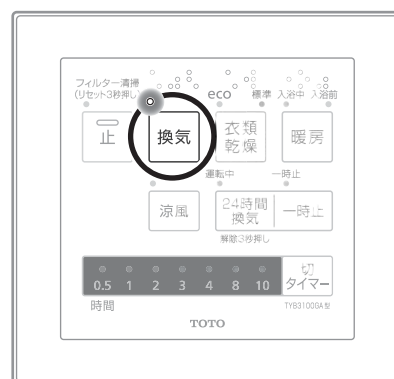 フィルター清掃
(リセット3秒押し)
eco 標準 入浴中 入浴前
止 換気 衣類乾燥 暖房
運転中 一時止
涼風 24時間換気 一時止
解除3秒押し
0.5 1 2 3 4 8 10 切タイマー
時間 TYB3100GA型
TOTO